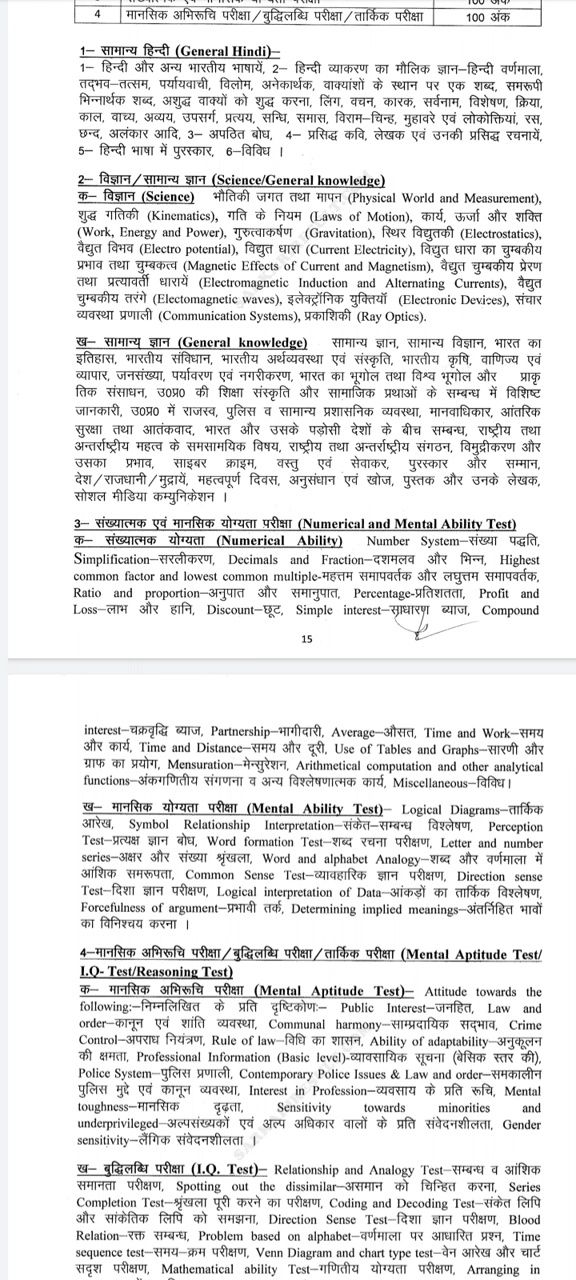 100 अंक
4 मानसिक अभिरूचि परीक्षा/बुद्धिलब्धि परीक्षा/तार्किक परीक्षा 100 अंक
1– सामान्य हिन्दी (General Hindi)–
1– हिन्दी और अन्य भारतीय भाषायें, 2– हिन्दी व्याकरण का मौलिक ज्ञान–हिन्दी वर्णमाला,
तद्भव–तत्सम, पर्यायवाची, विलोम, अनेकार्थक, वाक्यांशों के स्थान पर एक शब्द, समरूपी
भिन्नार्थक शब्द, अशुद्ध वाक्यों को शुद्ध करना, लिंग, वचन, कारक, सर्वनाम, विशेषण, क्रिया,
काल, वाच्य, अव्यय, उपसर्ग, प्रत्यय, सन्धि, समास, विराम–चिन्ह, मुहावरे एवं लोकोक्तियां, रस,
छन्द, अलंकार आदि, 3– अपठित बोध, 4– प्रसिद्ध कवि, लेखक एवं उनकी प्रसिद्ध रचनायें,
5– हिन्दी भाषा में पुरस्कार, 6–विविध ।
2– विज्ञान/सामान्य ज्ञान (Science/General knowledge)
क– विज्ञान (Science) भौतिकी जगत तथा मापन (Physical World and Measurement),
शुद्ध गतिकी (Kinematics), गति के नियम (Laws of Motion), कार्य, ऊर्जा और शक्ति
(Work, Energy and Power), गुरुत्वाकर्षण (Gravitation), स्थिर विद्युतकी (Electrostatics),
वैद्युत विभव (Electro potential), विद्युत धारा (Current Electricity), विद्युत धारा का चुम्बकीय
प्रभाव तथा चुम्बकत्व (Magnetic Effects of Current and Magnetism), वैद्युत चुम्बकीय प्रेरण
तथा प्रत्यावर्ती धारायें (Electromagnetic Induction and Alternating Currents), वैद्युत
चुम्बकीय तरंगे (Electomagnetic waves), इलेक्ट्रॉनिक युक्तियाँ (Electronic Devices), संचार
व्यवस्था प्रणाली (Communication Systems), प्रकाशिकी (Ray Optics).
ख– सामान्य ज्ञान (General knowledge) सामान्य ज्ञान, सामान्य विज्ञान, भारत का
इतिहास, भारतीय संविधान, भारतीय अर्थव्यवस्था एवं संस्कृति, भारतीय कृषि, वाणिज्य एवं
व्यापार, जनसंख्या, पर्यावरण एवं नगरीकरण, भारत का भूगोल तथा विश्व भूगोल और प्राकृ
तिक संसाधन, उ0प्र0 की शिक्षा संस्कृति और सामाजिक प्रथाओं के सम्बन्ध में विशिष्ट
जानकारी, उ0प्र0 में राजस्व, पुलिस व सामान्य प्रशासनिक व्यवस्था, मानवाधिकार, आंतरिक
सुरक्षा तथा आतंकवाद, भारत और उसके पड़ोसी देशों के बीच सम्बन्ध, राष्ट्रीय तथा
अन्तर्राष्ट्रीय महत्व के समसामयिक विषय, राष्ट्रीय तथा अन्तर्राष्ट्रीय संगठन, विमुद्रीकरण और
उसका प्रभाव, साइबर क्राइम, वस्तु एवं सेवाकर, पुरस्कार और सम्मान,
देश/राजधानी/मुद्रायें, महत्वपूर्ण दिवस, अनुसंधान एवं खोज, पुस्तक और उनके लेखक,
सोशल मीडिया कम्युनिकेशन ।
3– संख्यात्मक एवं मानसिक योग्यता परीक्षा (Numerical and Mental Ability Test)
क– संख्यात्मक योग्यता (Numerical Ability) Number System–संख्या पद्धति,
Simplification–सरलीकरण, Decimals and Fraction–दशमलव और भिन्न, Highest
common factor and lowest common multiple-महत्तम समापवर्तक और लघुत्तम समापवर्तक,
Ratio and proportion–अनुपात और समानुपात, Percentage-प्रतिशतता, Profit and
Loss–लाभ और हानि, Discount–छूट, Simple interest–साधारण ब्याज, Compound
15
interest–चक्रवृद्धि ब्याज, Partnership–भागीदारी, Average–औसत, Time and Work–समय
और कार्य, Time and Distance–समय और दूरी, Use of Tables and Graphs–सारणी और
ग्राफ का प्रयोग, Mensuration–मेन्सुरेशन, Arithmetical computation and other analytical
functions–अंकगणितीय संगणना व अन्य विश्लेषणात्मक कार्य, Miscellaneous–विविध।
ख– मानसिक योग्यता परीक्षा (Mental Ability Test)– Logical Diagrams–तार्किक
आरेख, Symbol Relationship Interpretation–संकेत–सम्बन्ध विश्लेषण, Perception
Test–प्रत्यक्ष ज्ञान बोध, Word formation Test–शब्द रचना परीक्षण, Letter and number
series–अक्षर और संख्या श्रृंखला, Word and alphabet Analogy–शब्द और वर्णमाला में
आंशिक समरूपता, Common Sense Test–व्यावहारिक ज्ञान परीक्षण, Direction sense
Test–दिशा ज्ञान परीक्षण, Logical interpretation of Data–आंकड़ों का तार्किक विश्लेषण,
Forcefulness of argument–प्रभावी तर्क, Determining implied meanings–अंतर्निहित भावों
का विनिश्चय करना ।
4–मानसिक अभिरूचि परीक्षा/बुद्धिलब्धि परीक्षा/तार्किक परीक्षा (Mental Aptitude Test/
I.Q- Test/Reasoning Test)
क– मानसिक अभिरूचि परीक्षा (Mental Aptitude Test)– Attitude towards the
following:–निम्नलिखित के प्रति दृष्टिकोण:– Public Interest–जनहित, Law and
order–कानून एवं शांति व्यवस्था, Communal harmony–साम्प्रदायिक सद्भाव, Crime
Control–अपराध नियंत्रण, Rule of law–विधि का शासन, Ability of adaptability–अनुकूलन
की क्षमता, Professional Information (Basic level)-व्यावसायिक सूचना (बेसिक स्तर की),
Police System–पुलिस प्रणाली, Contemporary Police Issues & Law and order–समकालीन
पुलिस मुद्दे एवं कानून व्यवस्था, Interest in Profession–व्यवसाय के प्रति रूचि, Mental
toughness–मानसिक दृढ़ता, Sensitivity towards minorities and
underprivileged–अल्पसंख्यकों एवं अल्प अधिकार वालों के प्रति संवेदनशीलता, Gender
sensitivity–लैंगिक संवेदनशीलता ।
ख– बुद्धिलब्धि परीक्षा (I.Q. Test)– Relationship and Analogy Test–सम्बन्ध व आंशिक
समानता परीक्षण, Spotting out the dissimilar–असमान को चिन्हित करना, Series
Completion Test–श्रृंखला पूरी करने का परीक्षण, Coding and Decoding Test–संकेत लिपि
और सांकेतिक लिपि को समझना, Direction Sense Test–दिशा ज्ञान परीक्षण, Blood
Relation–रक्त सम्बन्ध, Problem based on alphabet–वर्णमाला पर आधारित प्रश्न, Time
sequence test–समय–क्रम परीक्षण, Venn Diagram and chart type test–वेन आरेख और चार्ट
सदृश परीक्षण, Mathematical ability Test–गणितीय योग्यता परीक्षण, Arranging in